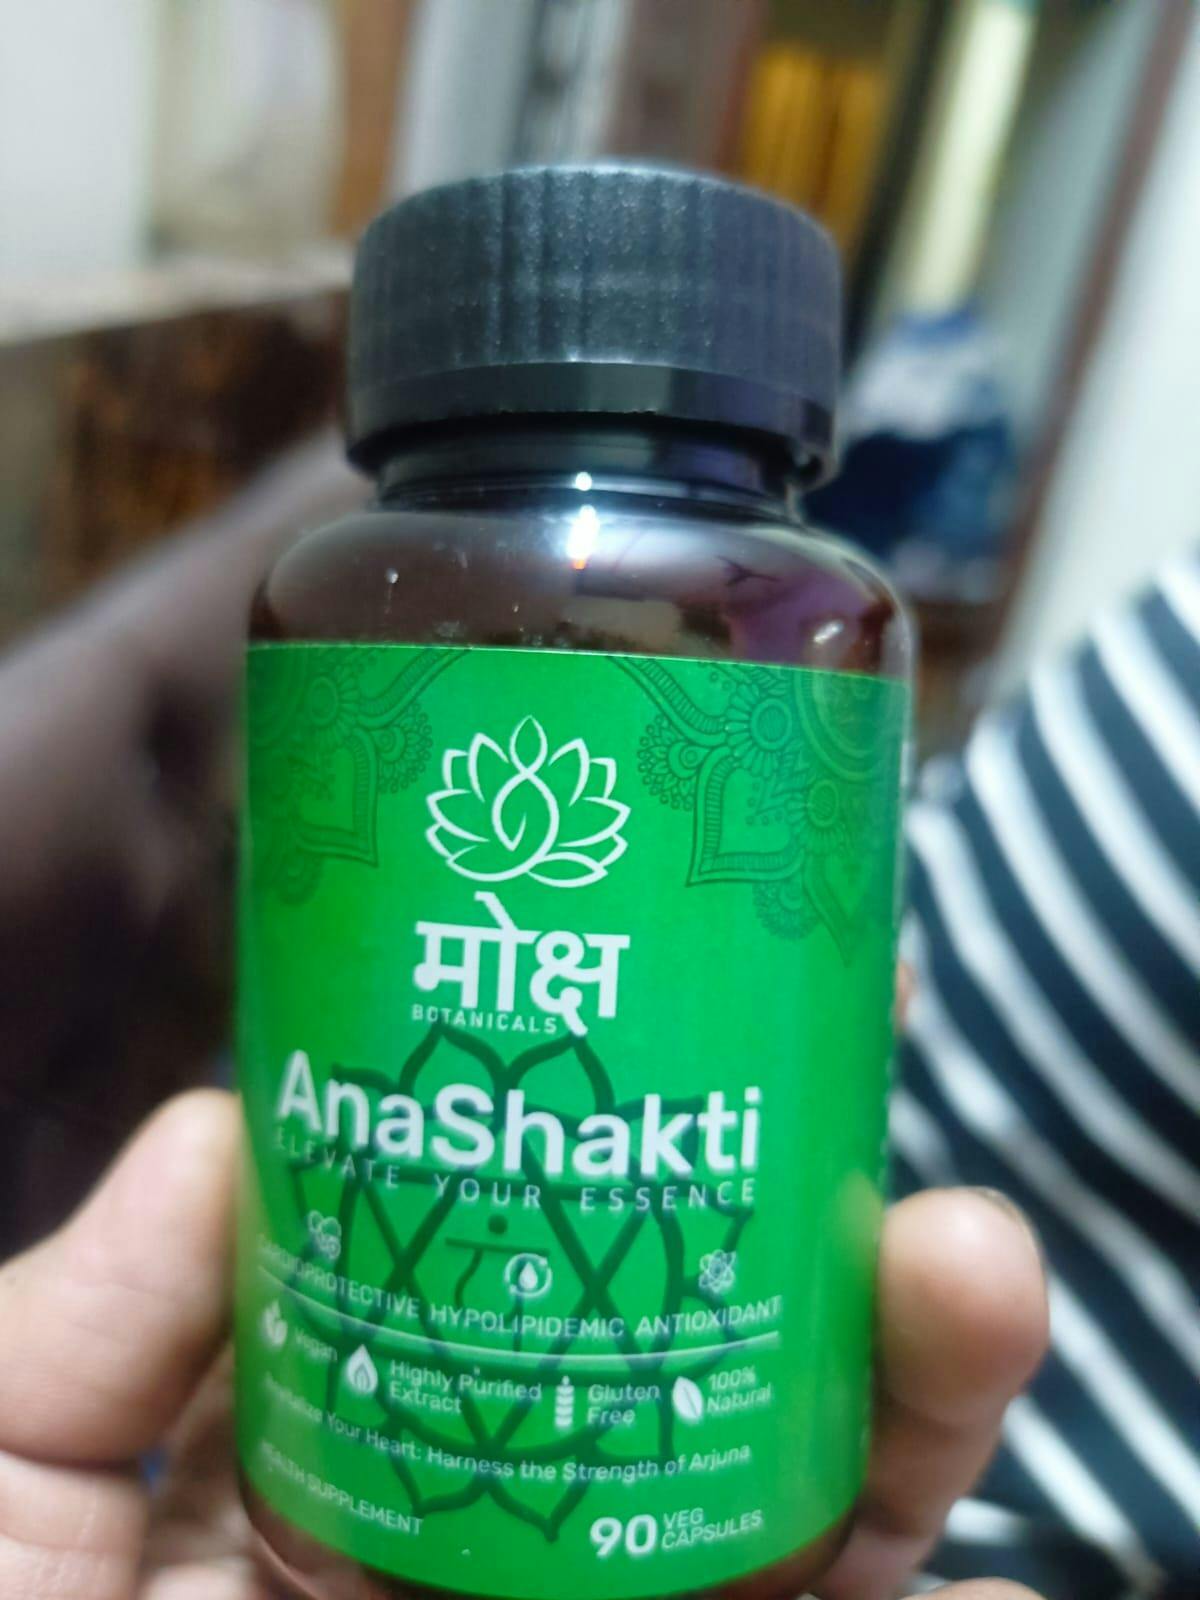 मोक्ष
BOTANICALS
AnaShakti
ELEVATE YOUR ESSENCE
CARDIOPROTECTIVE HYPOLIPIDEMIC ANTIOXIDANT
Vegan
Highly Purified
Extract
Gluten
Free
100%
Natural
Your Heart: Harness the Strength of Arjuna
HEALTH SUPPLEMENT
90 VEG
CAPSULES